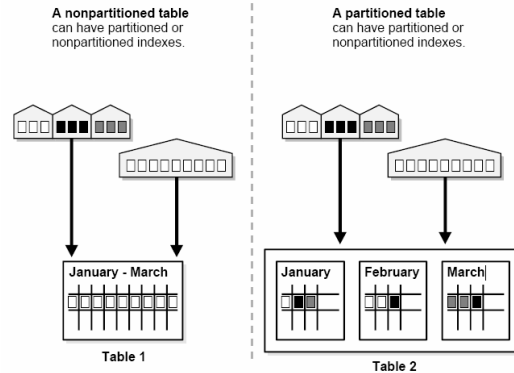 A nonpartitioned table
can have partitioned or
nonpartitioned indexes.
January - March
Table 1
A partitioned table
can have partitioned or
nonpartitioned indexes.
January
February
March
Table 2